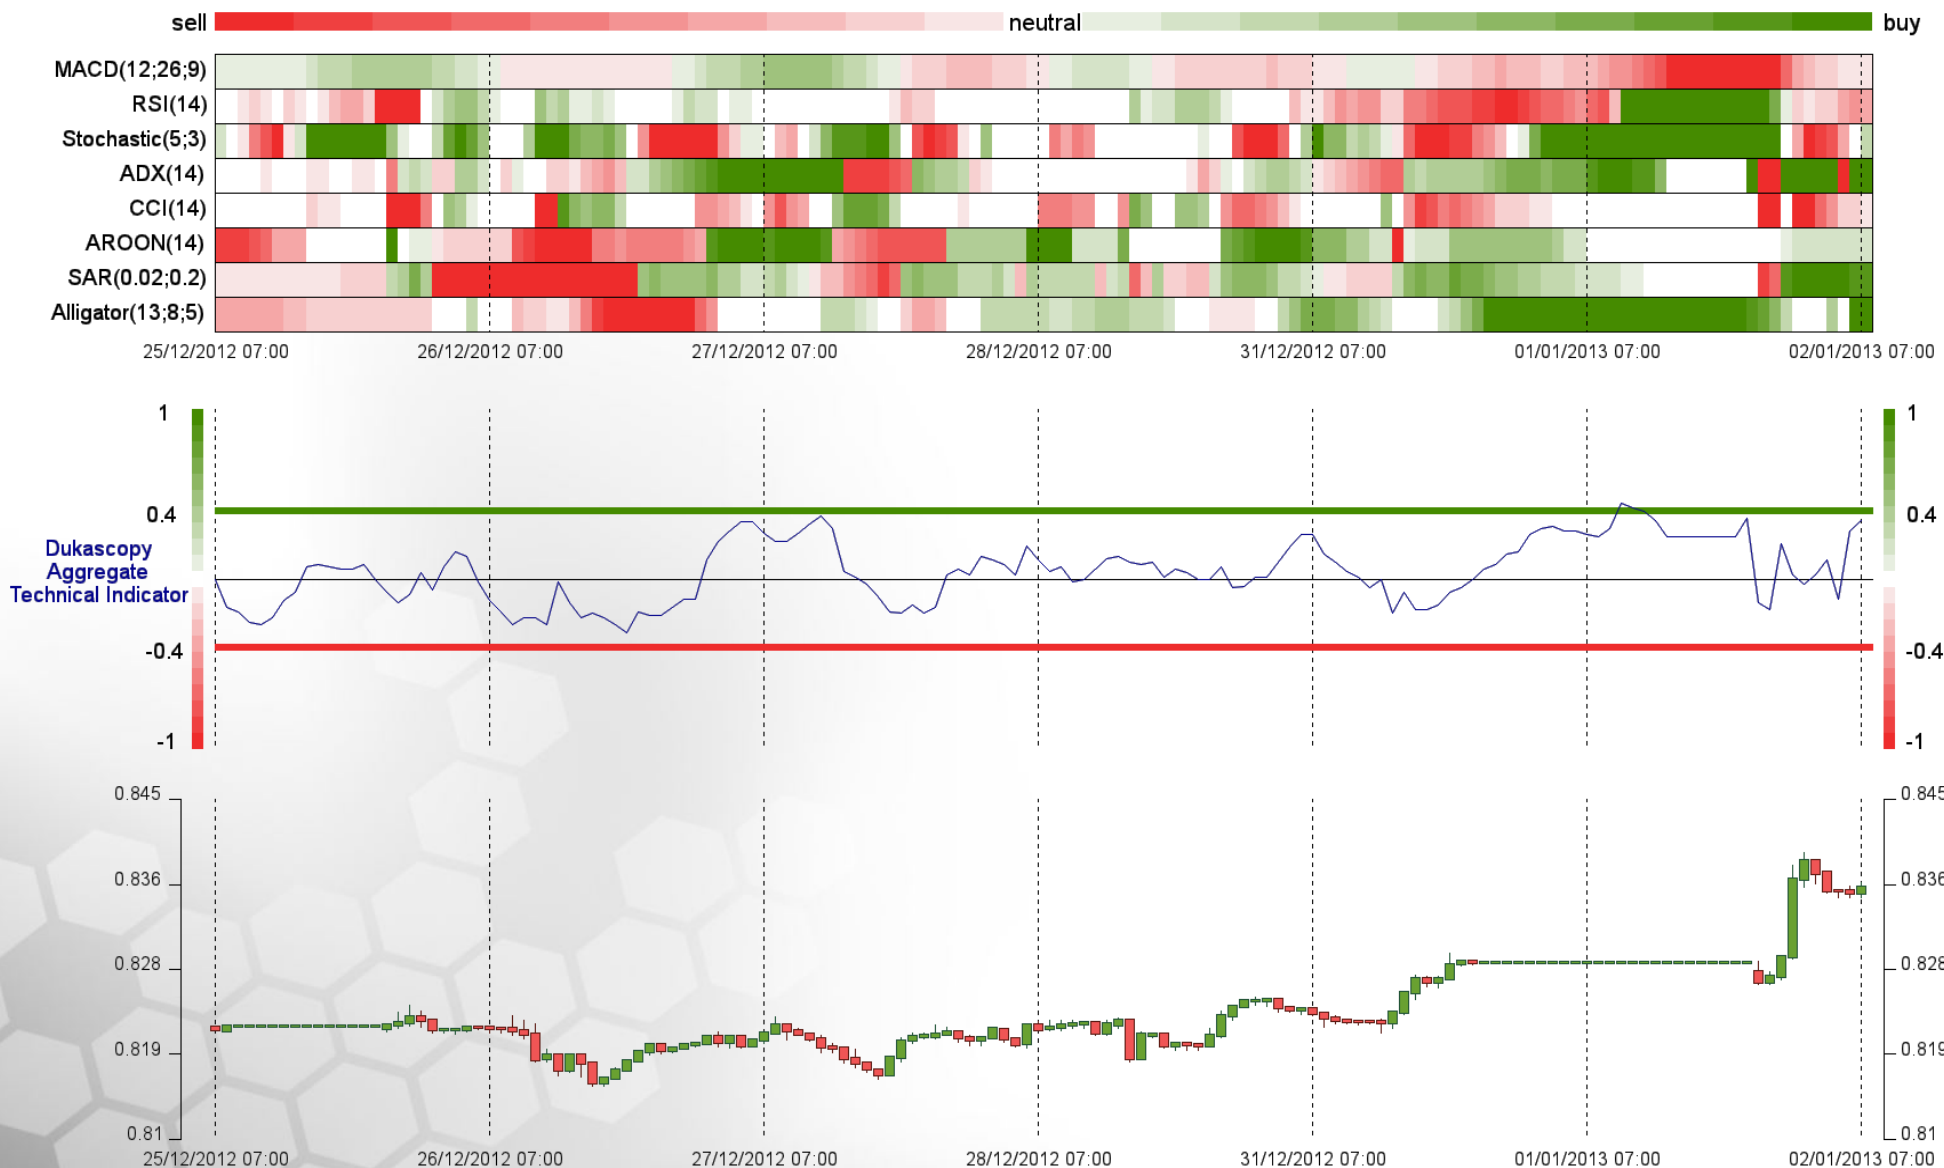 sell neutral buy
MACD(12;26;9)
RSI(14)
Stochastic(5;3)
ADX(14)
CCI(14)
AROON(14)
SAR(0.02;0.2)
Alligator(13;8;5)
25/12/2012 07:00 26/12/2012 07:00 27/12/2012 07:00 28/12/2012 07:00 31/12/2012 07:00 01/01/2013 07:00 02/01/2013 07:00
1 1
0.4 0.4
Dukascopy
Aggregate
Technical Indicator
-0.4 -0.4
-1 -1
0.845 0.845
0.836 0.836
0.828 0.828
0.819 0.819
0.81 0.81
25/12/2012 07:00 26/12/2012 07:00 27/12/2012 07:00 28/12/2012 07:00 31/12/2012 07:00 01/01/2013 07:00 02/01/2013 07:00